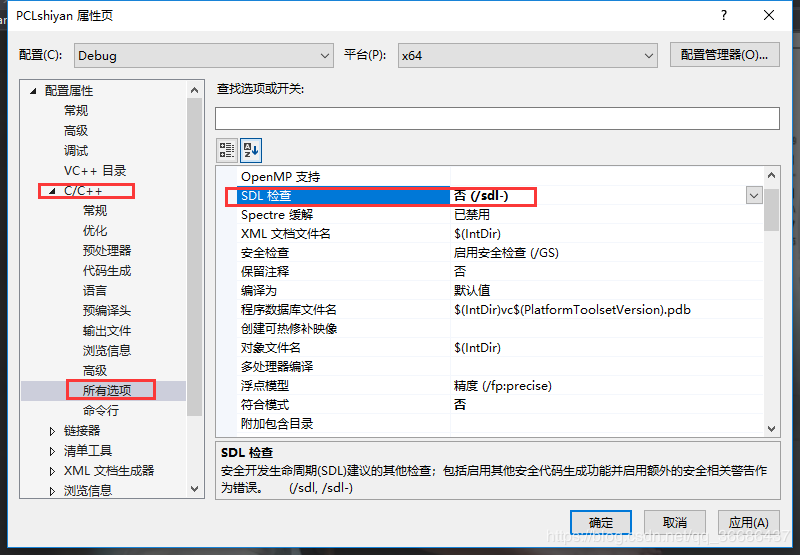 PCLshiyan 属性页
配置(C):
Debug
平台(P):
x64
配置管理器(O)...
配置属性
常规
高级
调试
VC++ 目录
C/C++
常规
优化
预处理器
代码生成
语言
预编译头
输出文件
浏览信息
高级
所有选项
命令行
链接器
清单工具
XML 文档生成器
浏览信息
查找选项或开关:
OpenMP 支持
SDL 检查 否 (/sdl-)
Spectre 缓解 已禁用
XML 文档文件名 $(IntDir)
安全检查 启用安全检查 (/GS)
保留注释 否
编译为 默认值
程序数据库文件名 $(IntDir)vc$(PlatformToolsetVersion).pdb
创建可热修补映像
对象文件名 $(IntDir)
多处理器编译
浮点模型 精度 (/fp:precise)
符合模式 否
附加包含目录
SDL 检查
安全开发生命周期(SDL)建议的其他检查；包括启用其他安全代码生成功能并启用额外的安全相关警告作
为错误。 (/sdl, /sdl-)
确定
取消
应用(A)
https://blog.csdn.net/qq_36686437